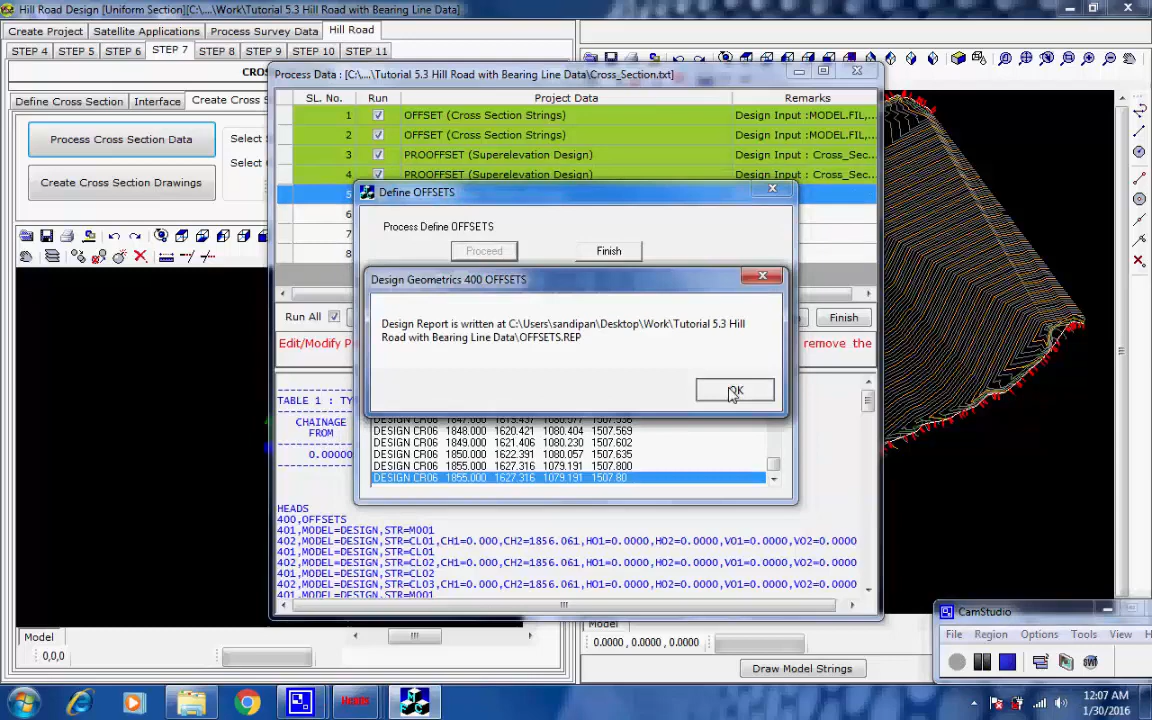 Hill Road Design [Uniform Section][C:\...\Work\Tutorial 5.3 Hill Road with Bearing Line Data]
Create Project
Satellite Applications
Process Survey Data
Hill Road
STEP 4
STEP 5
STEP 6
STEP 7
STEP 8
STEP 9
STEP 10
STEP 11
Process Data : [C:\...\Tutorial 5.3 Hill Road with Bearing Line Data\Cross_Section.txt]
Define Cross Section
Interface
Create Cross S
SL. No.
Run
Project Data
Remarks
1
OFFSET (Cross Section Strings)
Design Input :MODEL.FIL,...
2
OFFSET (Cross Section Strings)
Design Input :MODEL.FIL,...
3
PROOFFSET (Superelevation Design)
Design Input : Cross_Sec...
4
PROOFFSET (Superelevation Design)
Design Input : Cross_Sec...
5
6
7
8
Process Cross Section Data
Select
Create Cross Section Drawings
Select
Define OFFSETS
Process Define OFFSETS
Proceed
Finish
Design Geometrics 400 OFFSETS
Design Report is written at C:\Users\sandipan\Desktop\Work\Tutorial 5.3 Hill
Road with Bearing Line Data\OFFSETS.REP
OK
Run All
Finish
Edit/Modify
remove the
TABLE 1 : TY
CHAINAGE
FROM
0.00000
DESIGN CR06 1848.000 1620.421 1080.404 1507.569
DESIGN CR06 1849.000 1621.406 1080.230 1507.602
DESIGN CR06 1850.000 1622.391 1080.057 1507.635
DESIGN CR06 1855.000 1627.316 1079.191 1507.800
DESIGN CR06 1855.000 1627.316 1079.191 1507.80
HEADS
400,OFFSETS
401,MODEL=DESIGN,STR=M001
402,MODEL=DESIGN,STR=CL01,CH1=0.000,CH2=1856.061,HO1=0.0000,HO2=0.0000,VO1=0.0000,VO2=0.0000
401,MODEL=DESIGN,STR=CL01
402,MODEL=DESIGN,STR=CL02,CH1=0.000,CH2=1856.061,HO1=0.0000,HO2=0.0000,VO1=0.0000,VO2=0.0000
401,MODEL=DESIGN,STR=CL02
402,MODEL=DESIGN,STR=CL03,CH1=0.000,CH2=1856.061,HO1=0.0000,HO2=0.0000,VO1=0.0000,VO2=0.0000
Model
0,0,0
Model
0.0000 , 0.0000 , 0.0000
Draw Model Strings
CamStudio
File
Region
Options
Tools
View
Heads
12:07 AM
1/30/2016